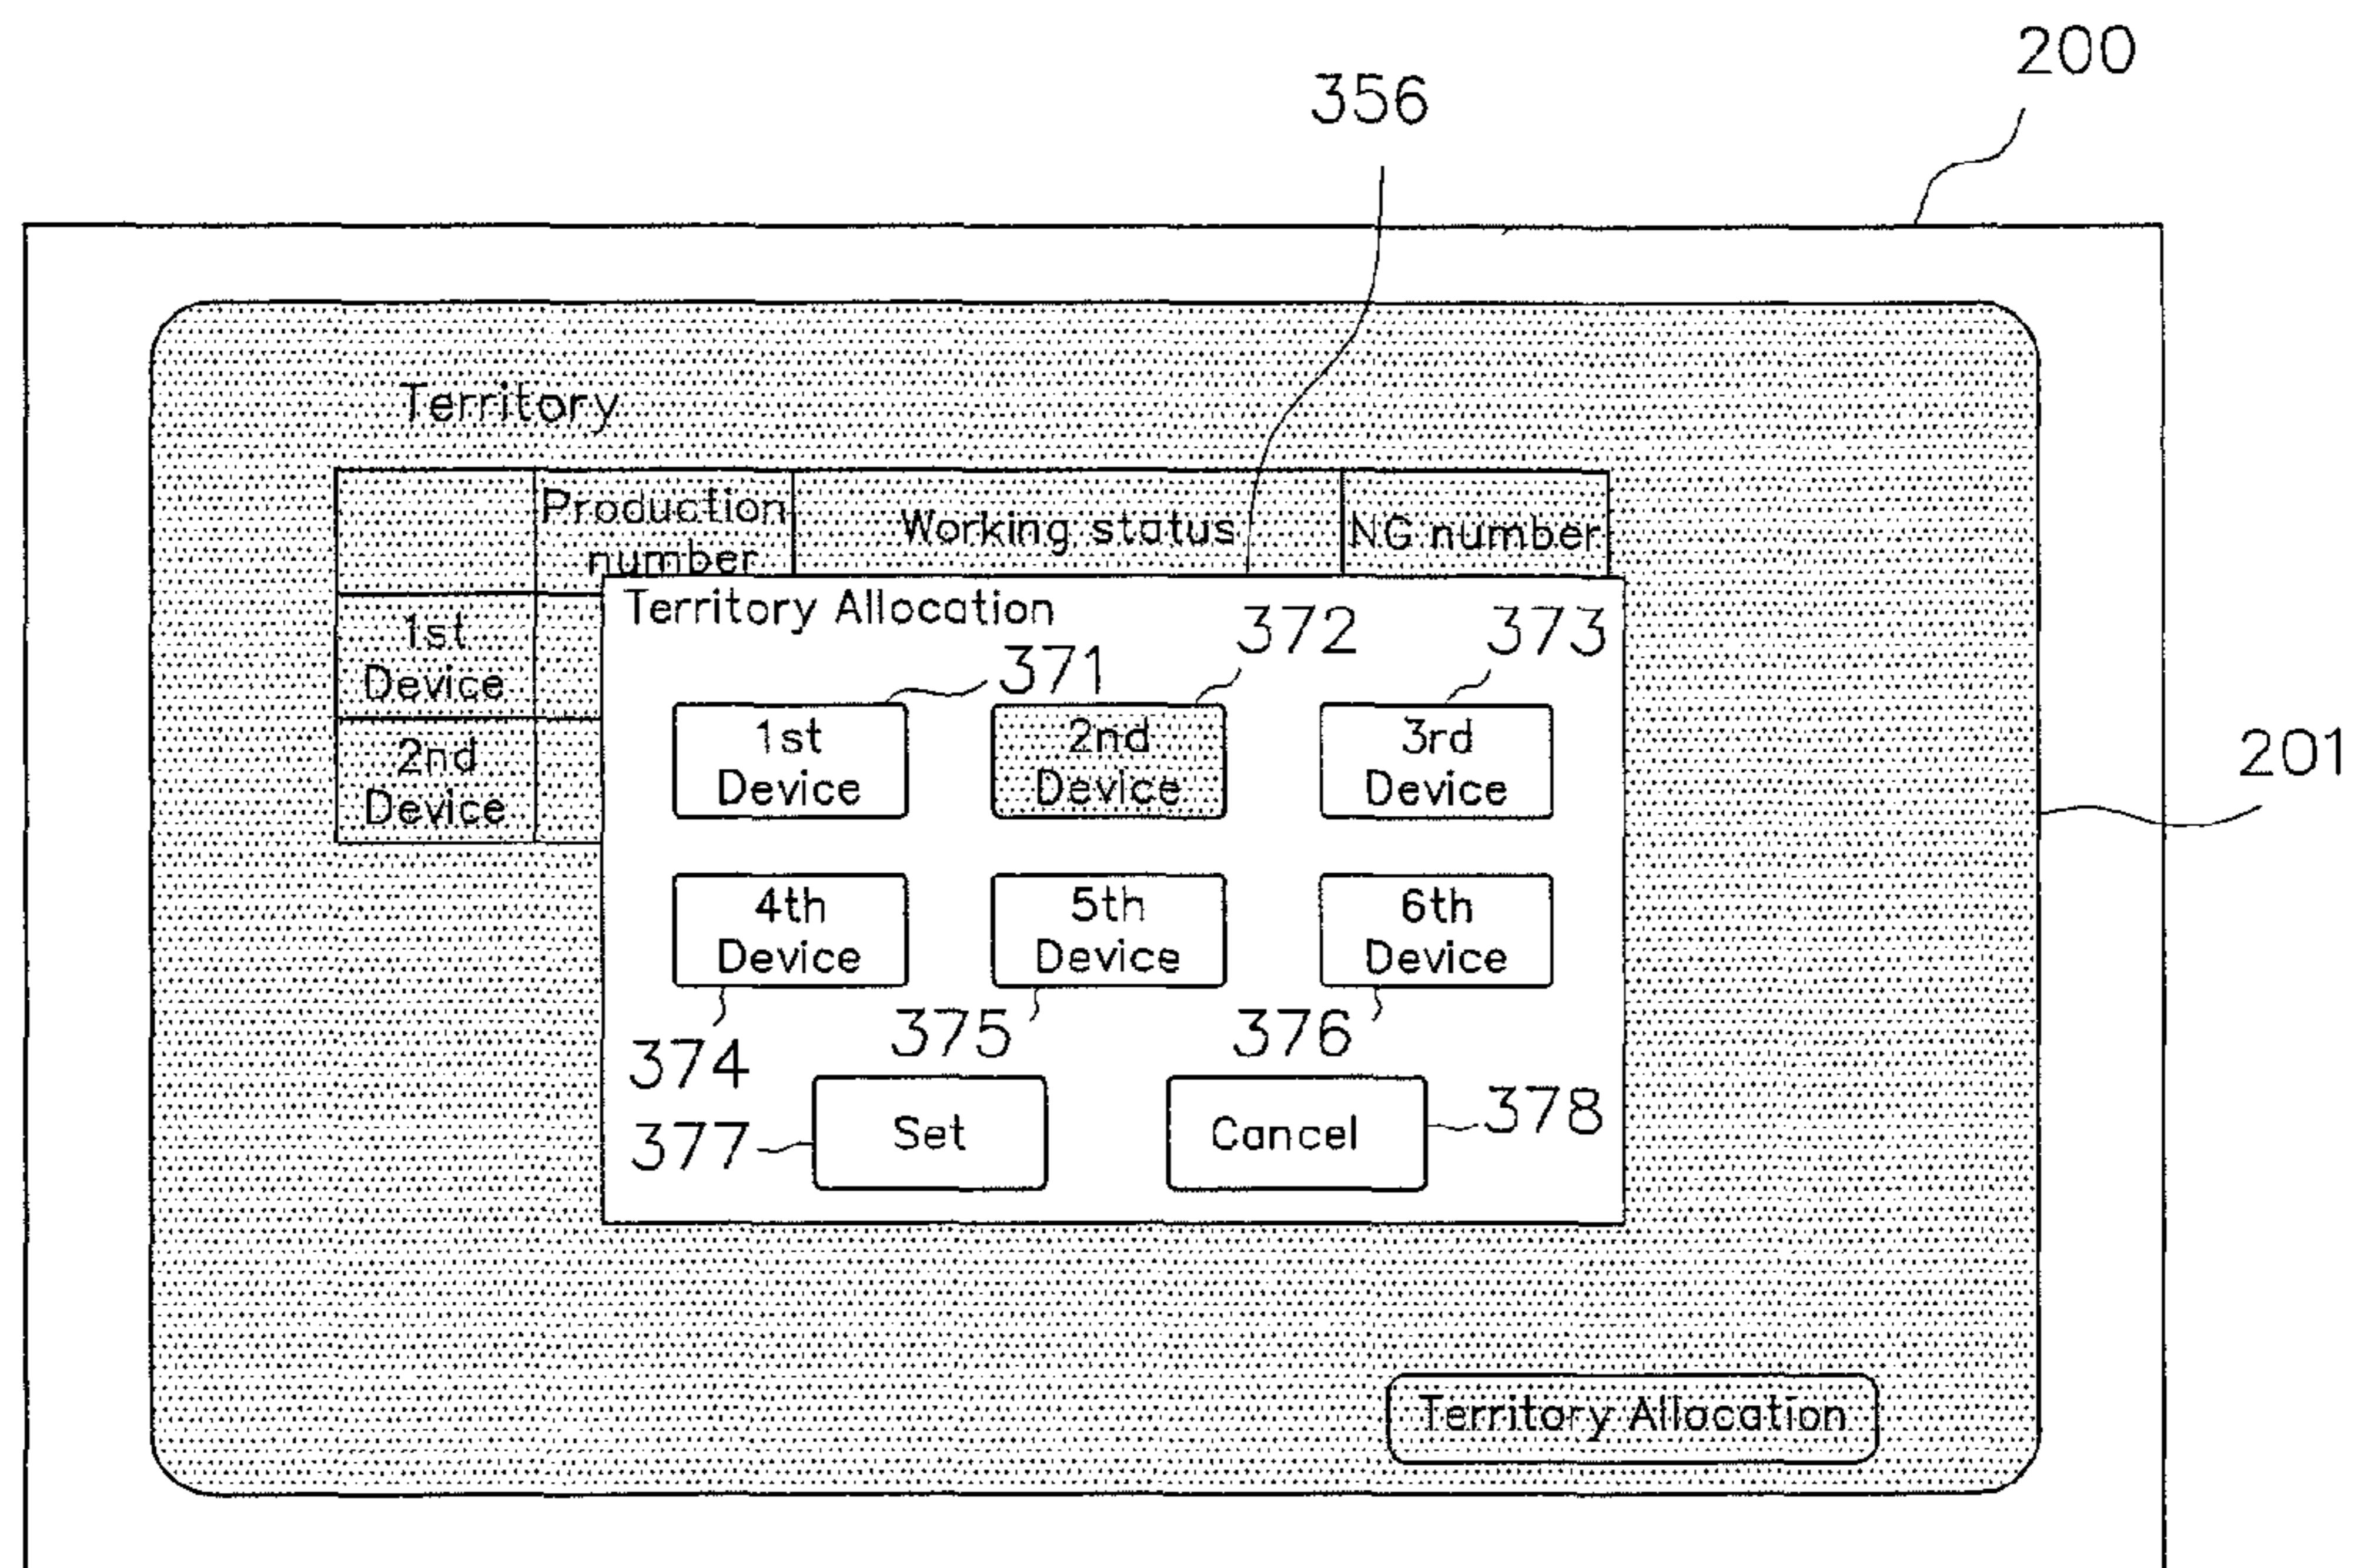 200
356
Territory
Production
number
Working status
NG number
1st
Device
2nd
Device
Territory Allocation
371
372
373
1st
Device
2nd
Device
3rd
Device
201
4th
Device
5th
Device
6th
Device
374
375
376
377
Set
Cancel
378
Territory Allocation